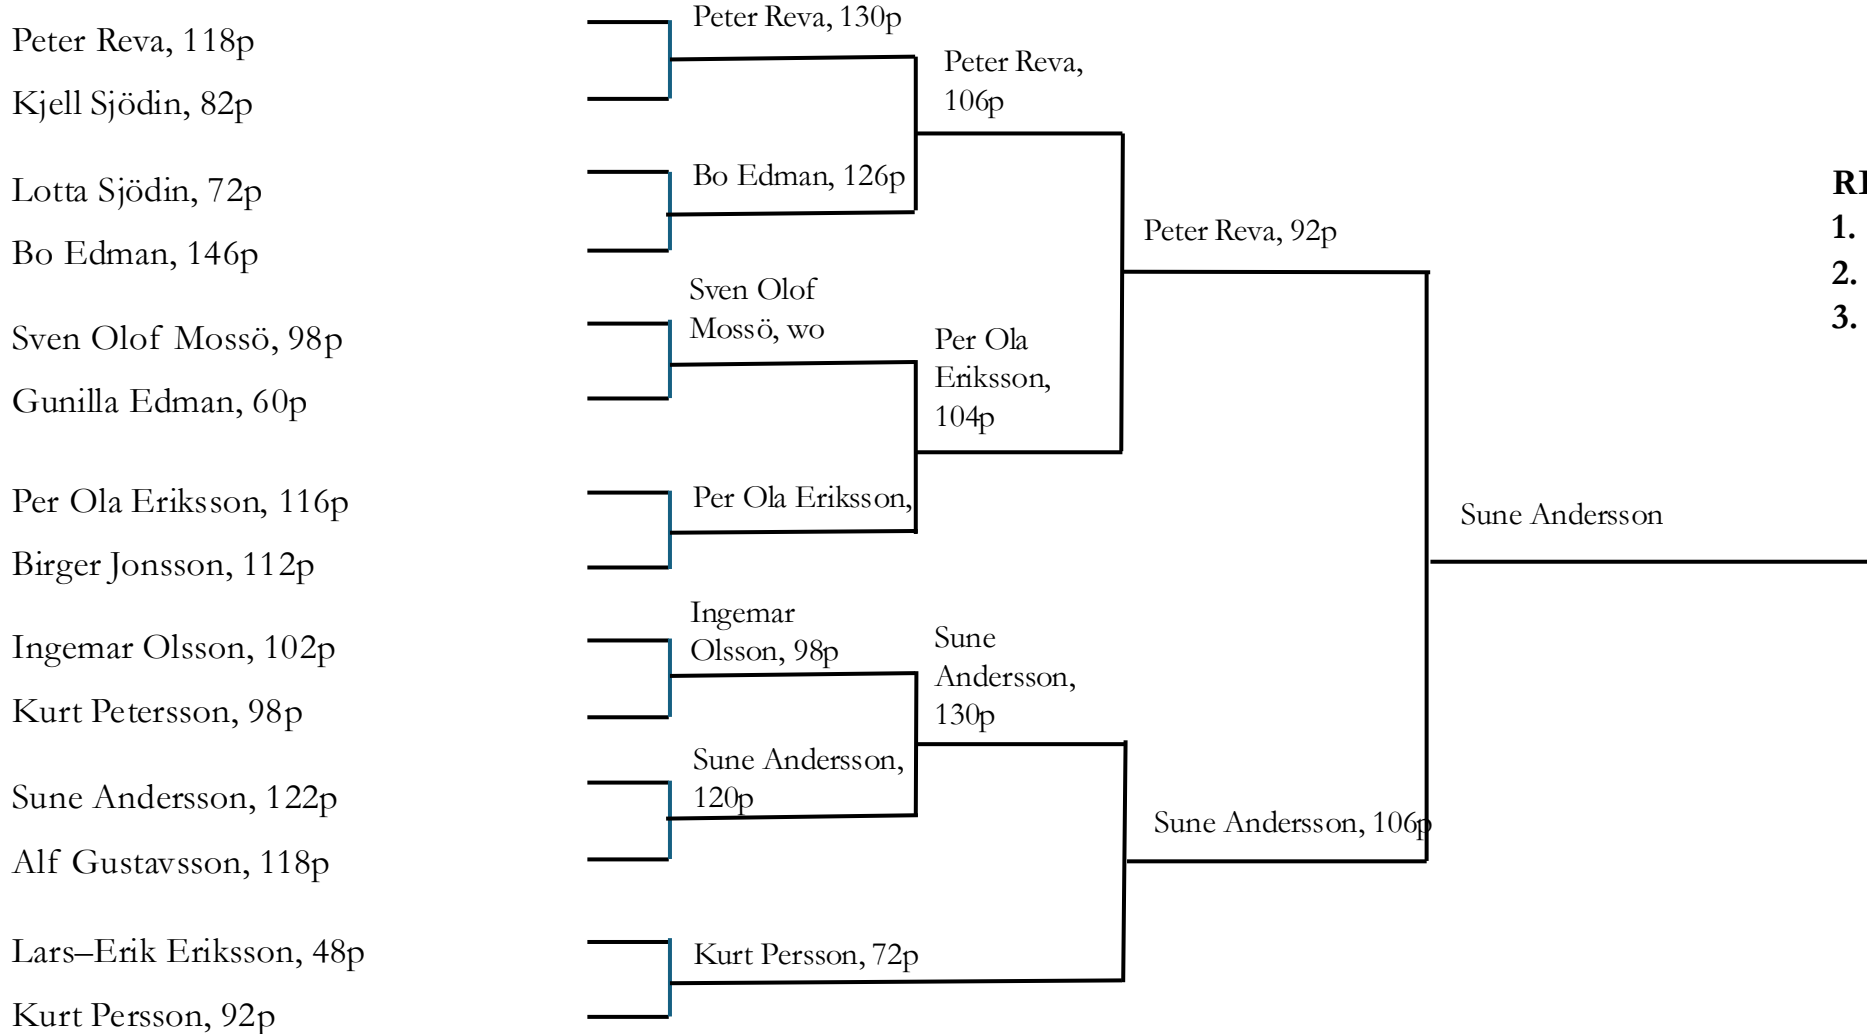 Peter Reva, 118p
Kjell Sjödin, 82p
Lotta Sjödin, 72p
Bo Edman, 146p
Sven Olof Mossö, 98p
Gunilla Edman, 60p
Per Ola Eriksson, 116p
Birger Jonsson, 112p
Ingemar Olsson, 102p
Kurt Petersson, 98p
Sune Andersson, 122p
Alf Gustavsson, 118p
Lars–Erik Eriksson, 48p
Kurt Persson, 92p
Peter Reva, 130p
Bo Edman, 126p
Sven Olof
Mossö, wo
Per Ola Eriksson,
Ingemar
Olsson, 98p
Sune Andersson,
120p
Kurt Persson, 72p
Peter Reva,
106p
Per Ola
Eriksson,
104p
Sune
Andersson,
130p
Peter Reva, 92p
Sune Andersson, 106p
Sune Andersson
1.
2.
3.